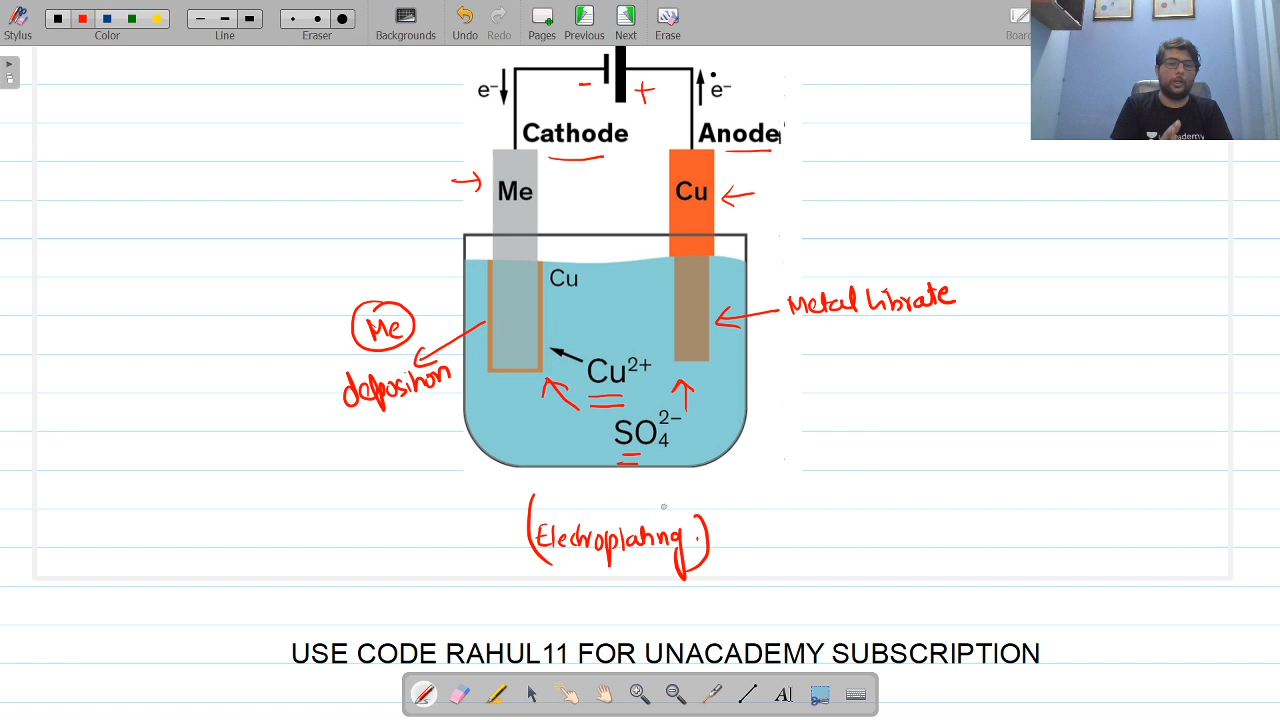 Stylus
Color
Line
Eraser
Backgrounds
Undo
Redo
Pages
Previous
Next
Erase
Board
e⁻
- +
e⁻
Cathode
Anode
Me
Cu
Cu
Metal librate
Me
deposition
Cu²⁺
SO₄²⁻
(Electroplating.)
USE CODE RAHUL11 FOR UNACADEMY SUBSCRIPTION
AI